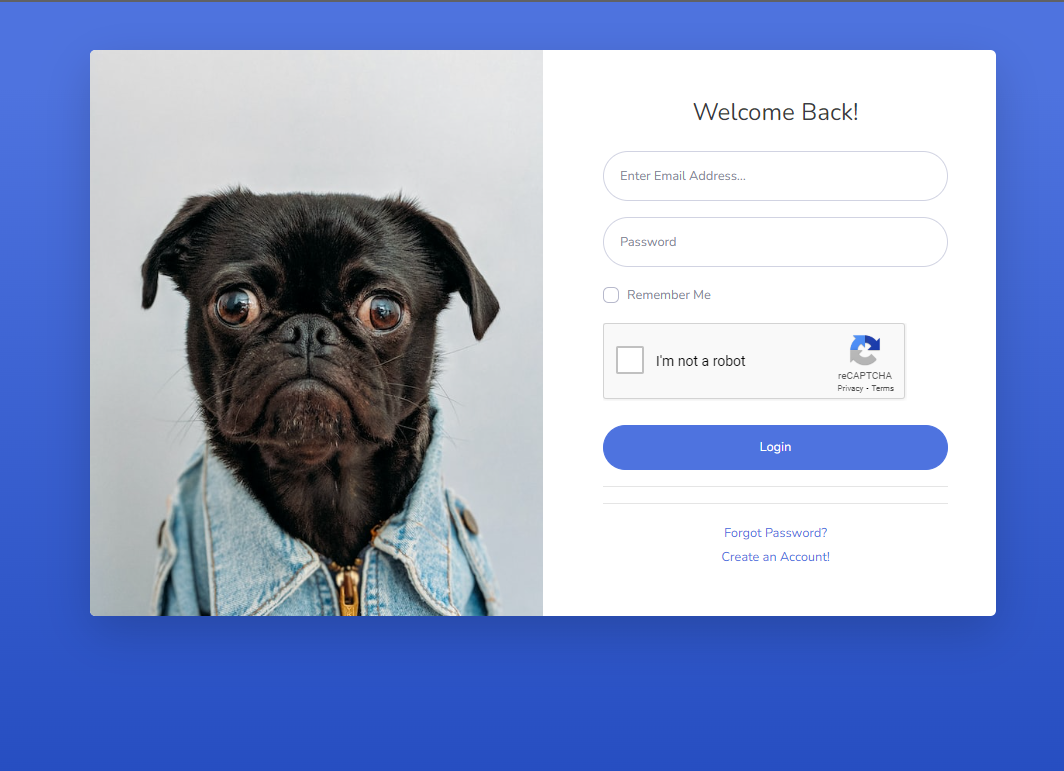 Welcome Back!
Enter Email Address...
Password
Remember Me
I'm not a robot
reCAPTCHA
Privacy - Terms
Login
Forgot Password?
Create an Account!